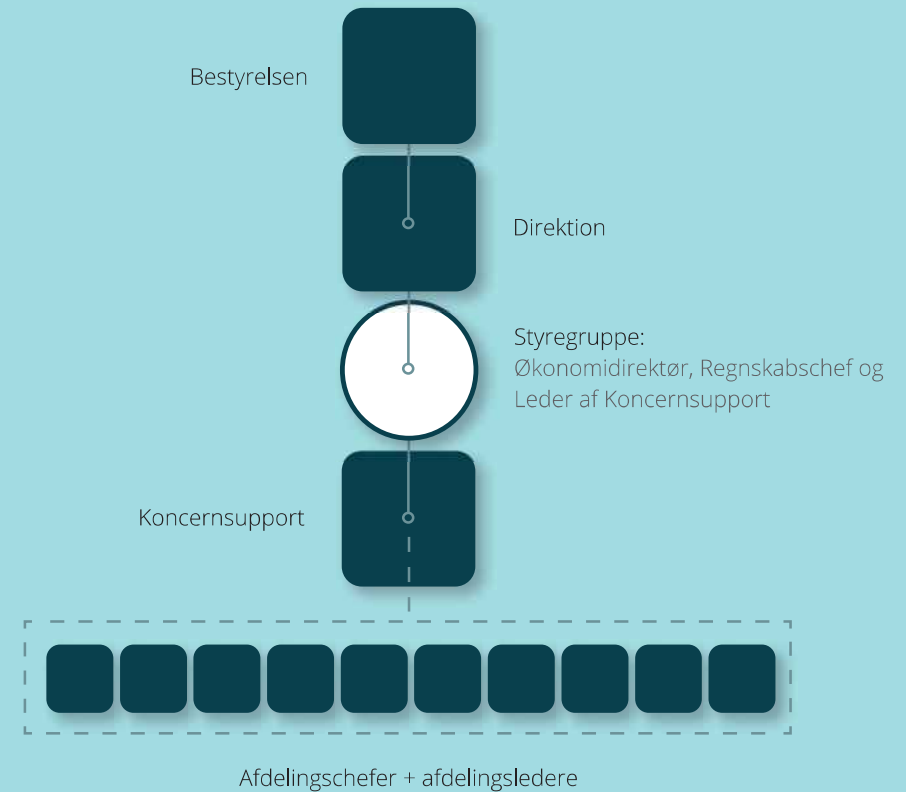 Bestyrelsen
Direktion
Styregruppe:
Økonomidirektør, Regnskabschef og
Leder af Koncernsupport
Koncernsupport
Afdelingschefer + afdelingsledere